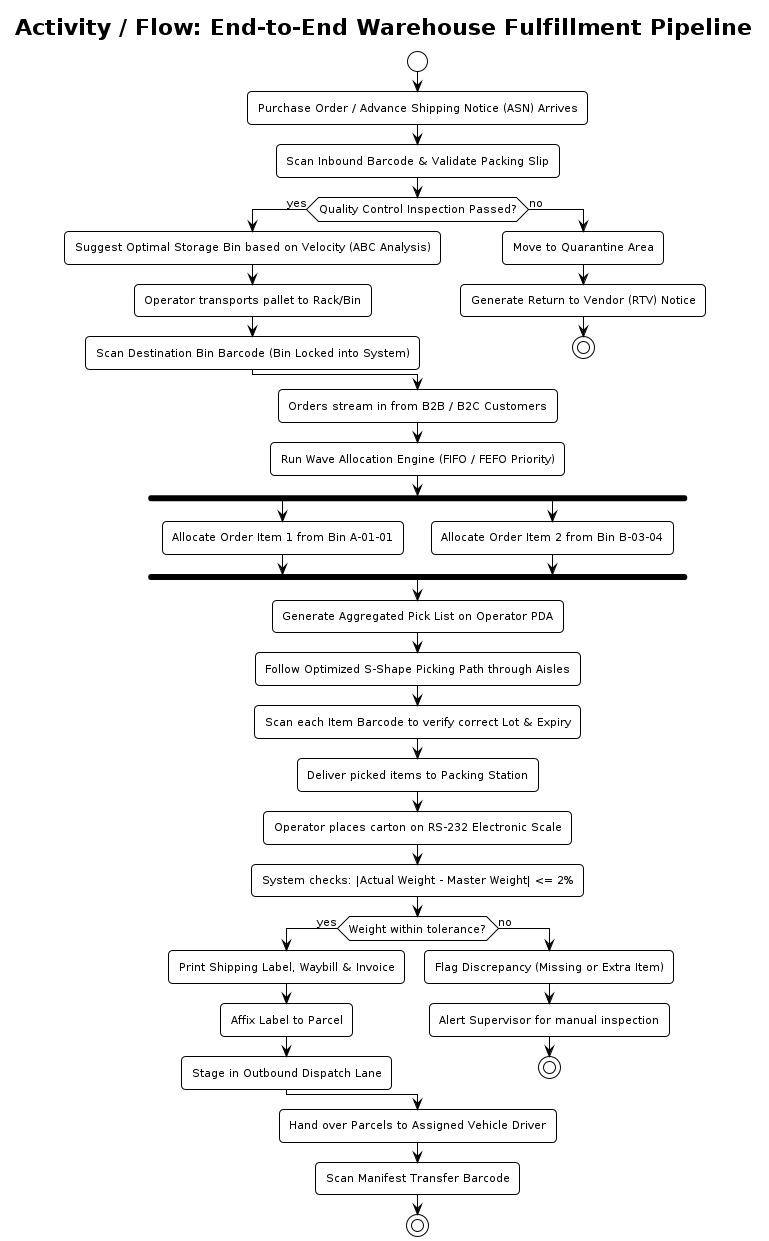 Activity / Flow: End-to-End Warehouse Fulfillment Pipeline
Purchase Order / Advance Shipping Notice (ASN) Arrives
Scan Inbound Barcode & Validate Packing Slip
yes
Quality Control Inspection Passed?
no
Suggest Optimal Storage Bin based on Velocity (ABC Analysis)
Move to Quarantine Area
Operator transports pallet to Rack/Bin
Generate Return to Vendor (RTV) Notice
Scan Destination Bin Barcode (Bin Locked into System)
Orders stream in from B2B / B2C Customers
Run Wave Allocation Engine (FIFO / FEFO Priority)
Allocate Order Item 1 from Bin A-01-01
Allocate Order Item 2 from Bin B-03-04
Generate Aggregated Pick List on Operator PDA
Follow Optimized S-Shape Picking Path through Aisles
Scan each Item Barcode to verify correct Lot & Expiry
Deliver picked items to Packing Station
Operator places carton on RS-232 Electronic Scale
System checks: |Actual Weight - Master Weight| <= 2%
yes
Weight within tolerance?
no
Print Shipping Label, Waybill & Invoice
Flag Discrepancy (Missing or Extra Item)
Affix Label to Parcel
Alert Supervisor for manual inspection
Stage in Outbound Dispatch Lane
Hand over Parcels to Assigned Vehicle Driver
Scan Manifest Transfer Barcode